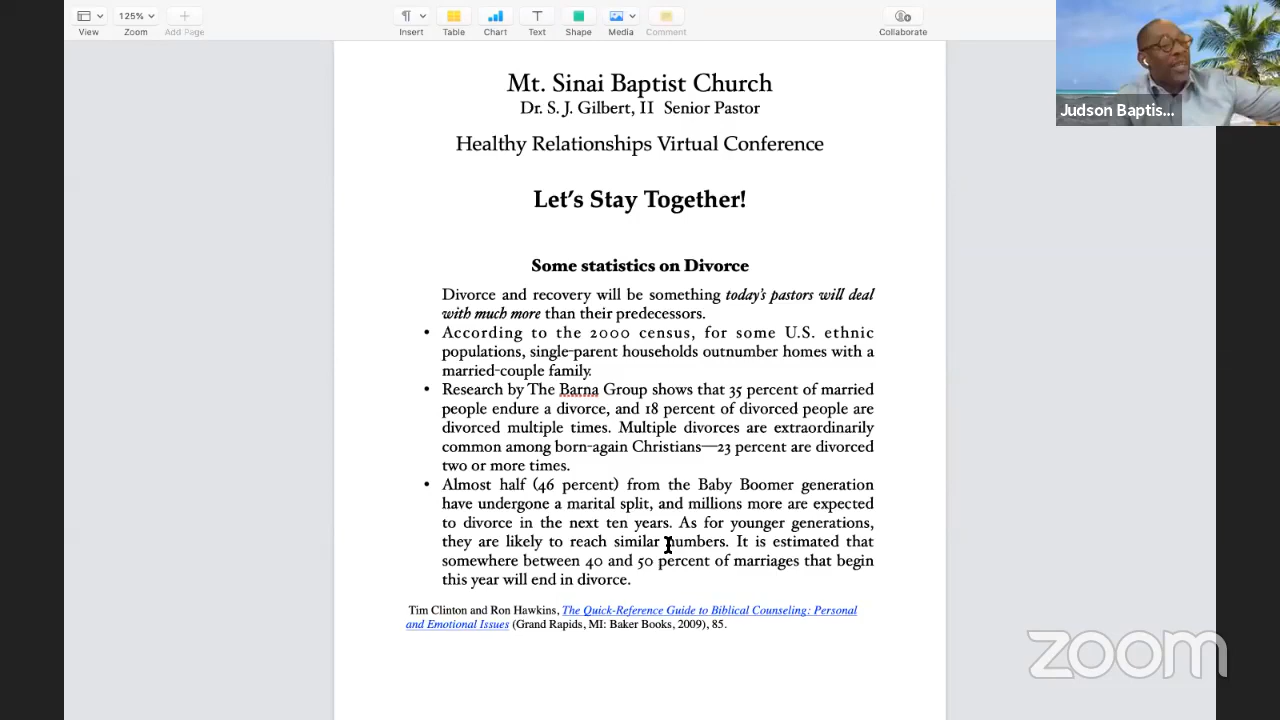 View
125%
Zoom
Add Page
Insert
Table
Chart
Text
Shape
Media
Comment
Collaborate
Judson Baptis...
Mt. Sinai Baptist Church
Dr. S. J. Gilbert, II Senior Pastor
Healthy Relationships Virtual Conference
Let's Stay Together!
Some statistics on Divorce
Divorce and recovery will be something today's pastors will deal
with much more than their predecessors.
• According to the 2000 census, for some U.S. ethnic
populations, single-parent households outnumber homes with a
married-couple family.
• Research by The Barna Group shows that 35 percent of married
people endure a divorce, and 18 percent of divorced people are
divorced multiple times. Multiple divorces are extraordinarily
common among born-again Christians—23 percent are divorced
two or more times.
• Almost half (46 percent) from the Baby Boomer generation
have undergone a marital split, and millions more are expected
to divorce in the next ten years. As for younger generations,
they are likely to reach similar numbers. It is estimated that
somewhere between 40 and 50 percent of marriages that begin
this year will end in divorce.
Tim Clinton and Ron Hawkins, The Quick-Reference Guide to Biblical Counseling: Personal
and Emotional Issues (Grand Rapids, MI: Baker Books, 2009), 85.
zoom